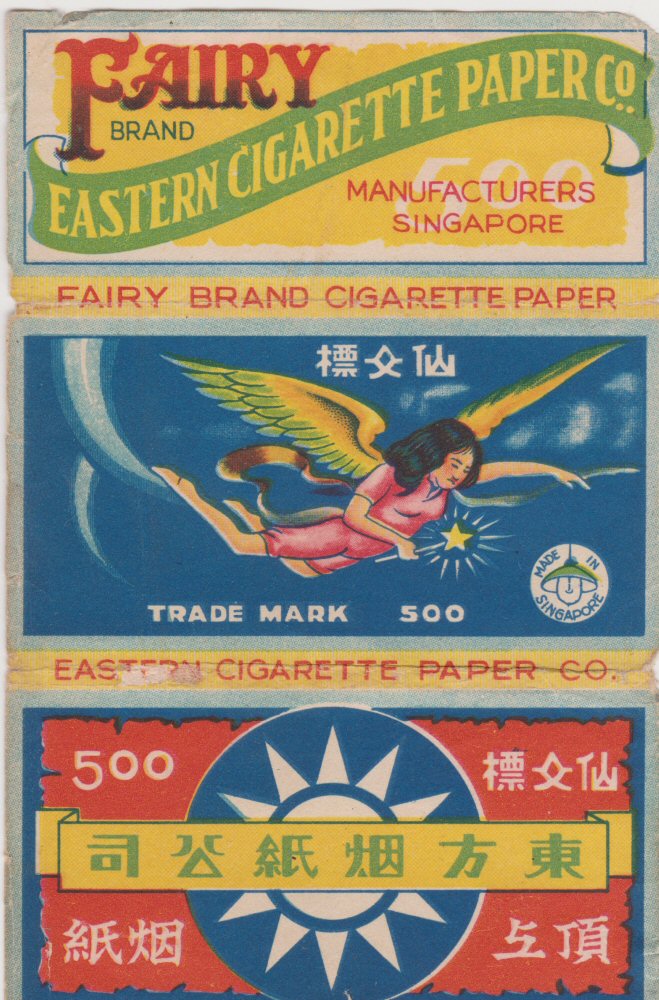 FAIRY
BRAND
EASTERN CIGARETTE PAPER CO.
500
MANUFACTURERS
SINGAPORE
FAIRY BRAND CIGARETTE PAPER
仙女標
MADE IN SINGAPORE
TRADE MARK 500
EASTERN CIGARETTE PAPER CO.
500
仙女標
東方烟紙公司
頂上
烟紙